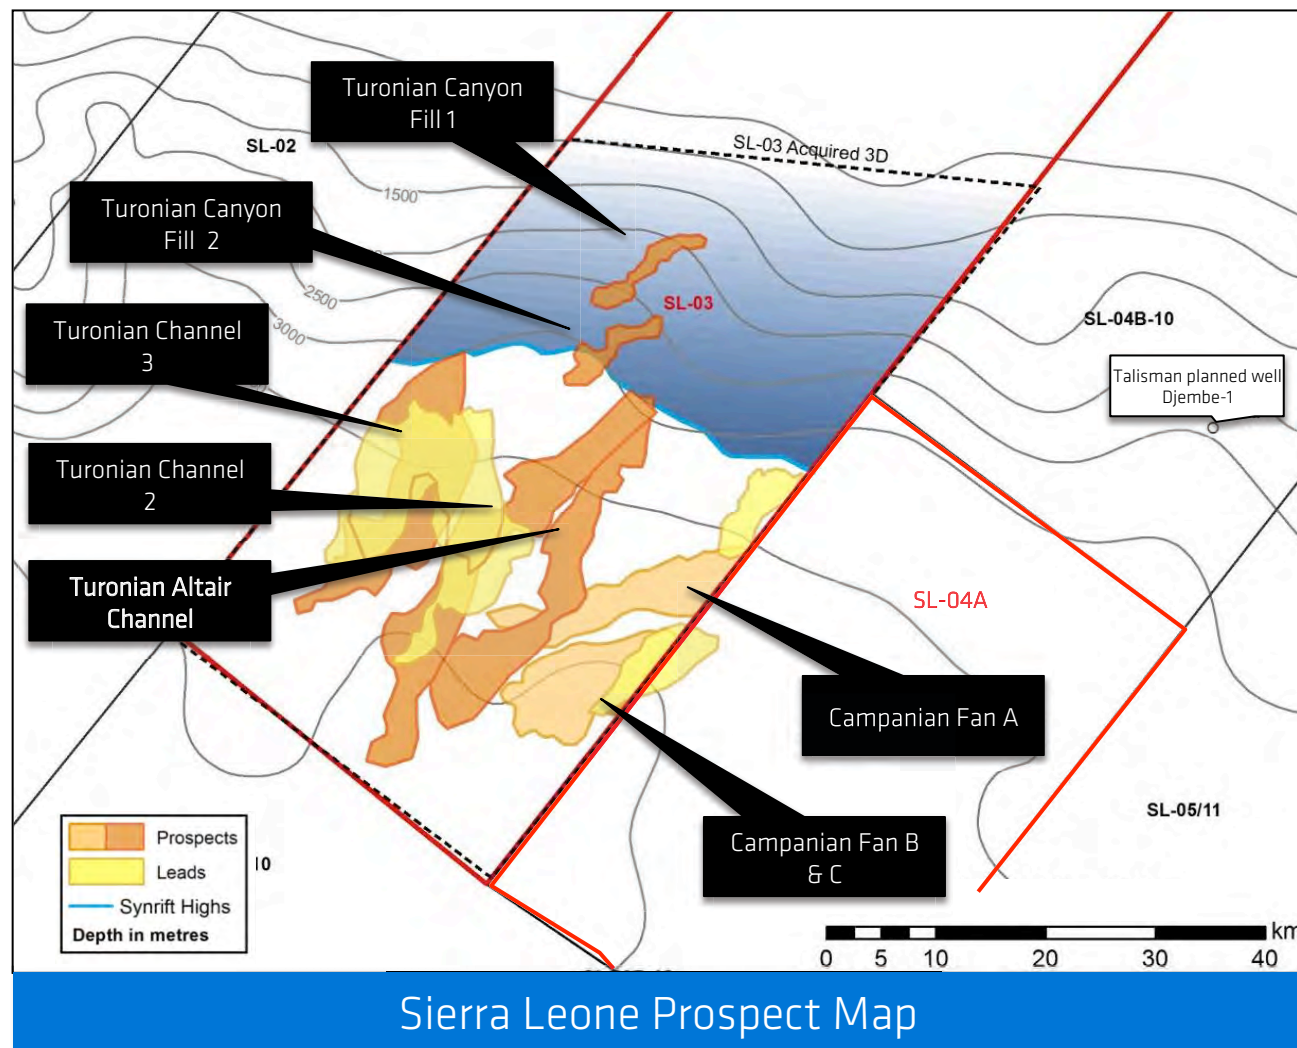 Turonian Canyon
Fill 1
SL-03 Acquired 3D
SL-02
1500
Turonian Canyon
Fill 2
2500
SL-03
3000
SL-04B-10
Turonian Channel
3
Talisman planned well
Djembe-1
Turonian Channel
2
Turonian Altair
Channel
SL-04A
Campanian Fan A
SL-05/11
Campanian Fan B
& C
Prospects
Leads
10
Synrift Highs
Depth in metres
km
0 5 10 20 30 40
Sierra Leone Prospect Map